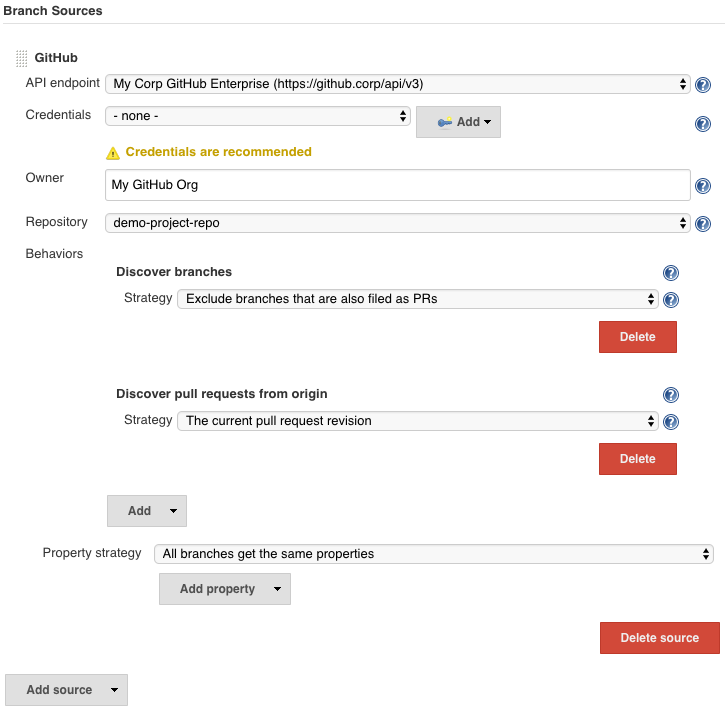 Branch Sources
GitHub
API endpoint My Corp GitHub Enterprise (https://github.corp/api/v3)
Credentials - none - Add
Credentials are recommended
Owner My GitHub Org
Repository demo-project-repo
Behaviors
Discover branches
Strategy Exclude branches that are also filed as PRs
Delete
Discover pull requests from origin
Strategy The current pull request revision
Delete
Add
Property strategy All branches get the same properties
Add property
Delete source
Add source